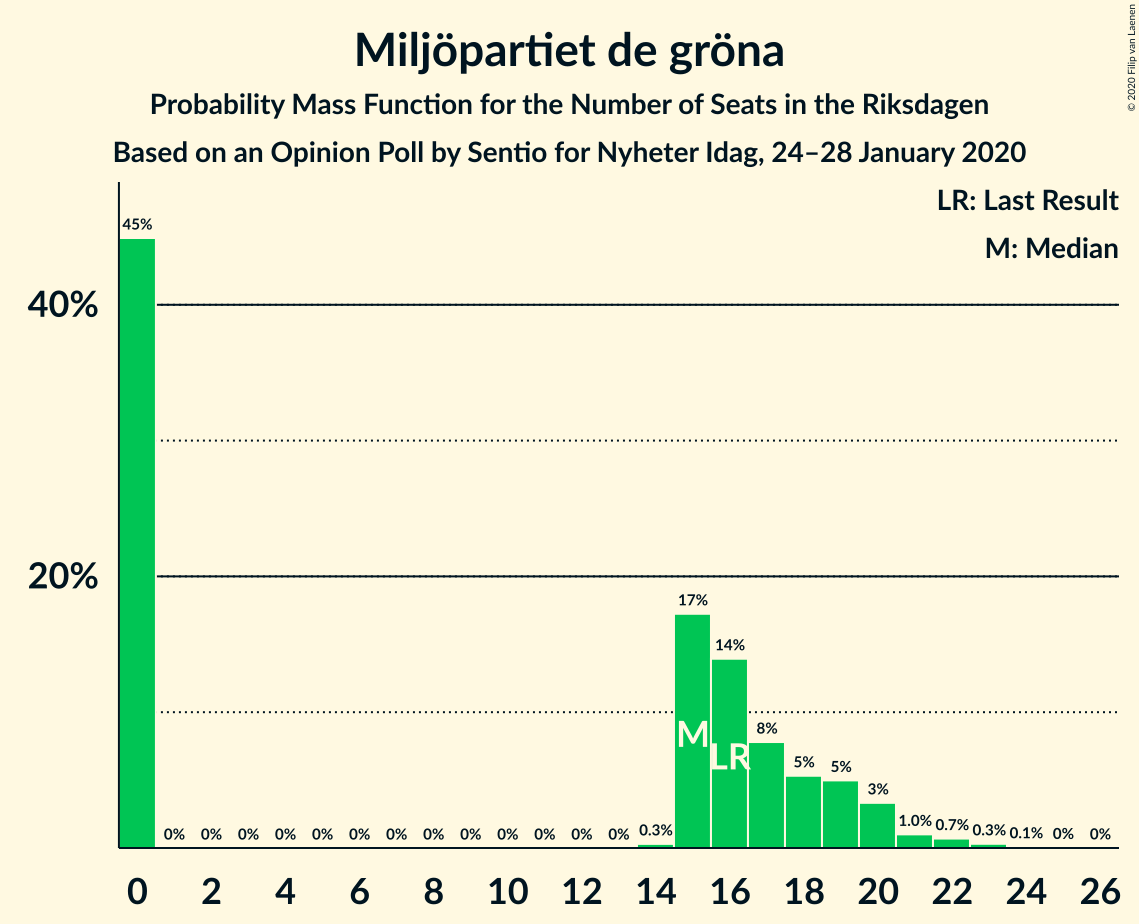 Miljöpartiet de gröna
Probability Mass Function for the Number of Seats in the Riksdagen
Based on an Opinion Poll by Sentio for Nyheter Idag, 24–28 January 2020
© 2020 Filip van Laenen
LR: Last Result
M: Median
45%
40%
20%
17%
14%
M
LR
8%
5%
5%
3%
0% 0% 0% 0% 0% 0% 0% 0% 0% 0% 0% 0% 0% 0.3% 1.0% 0.7% 0.3% 0.1% 0% 0%
0 2 4 6 8 10 12 14 16 18 20 22 24 26